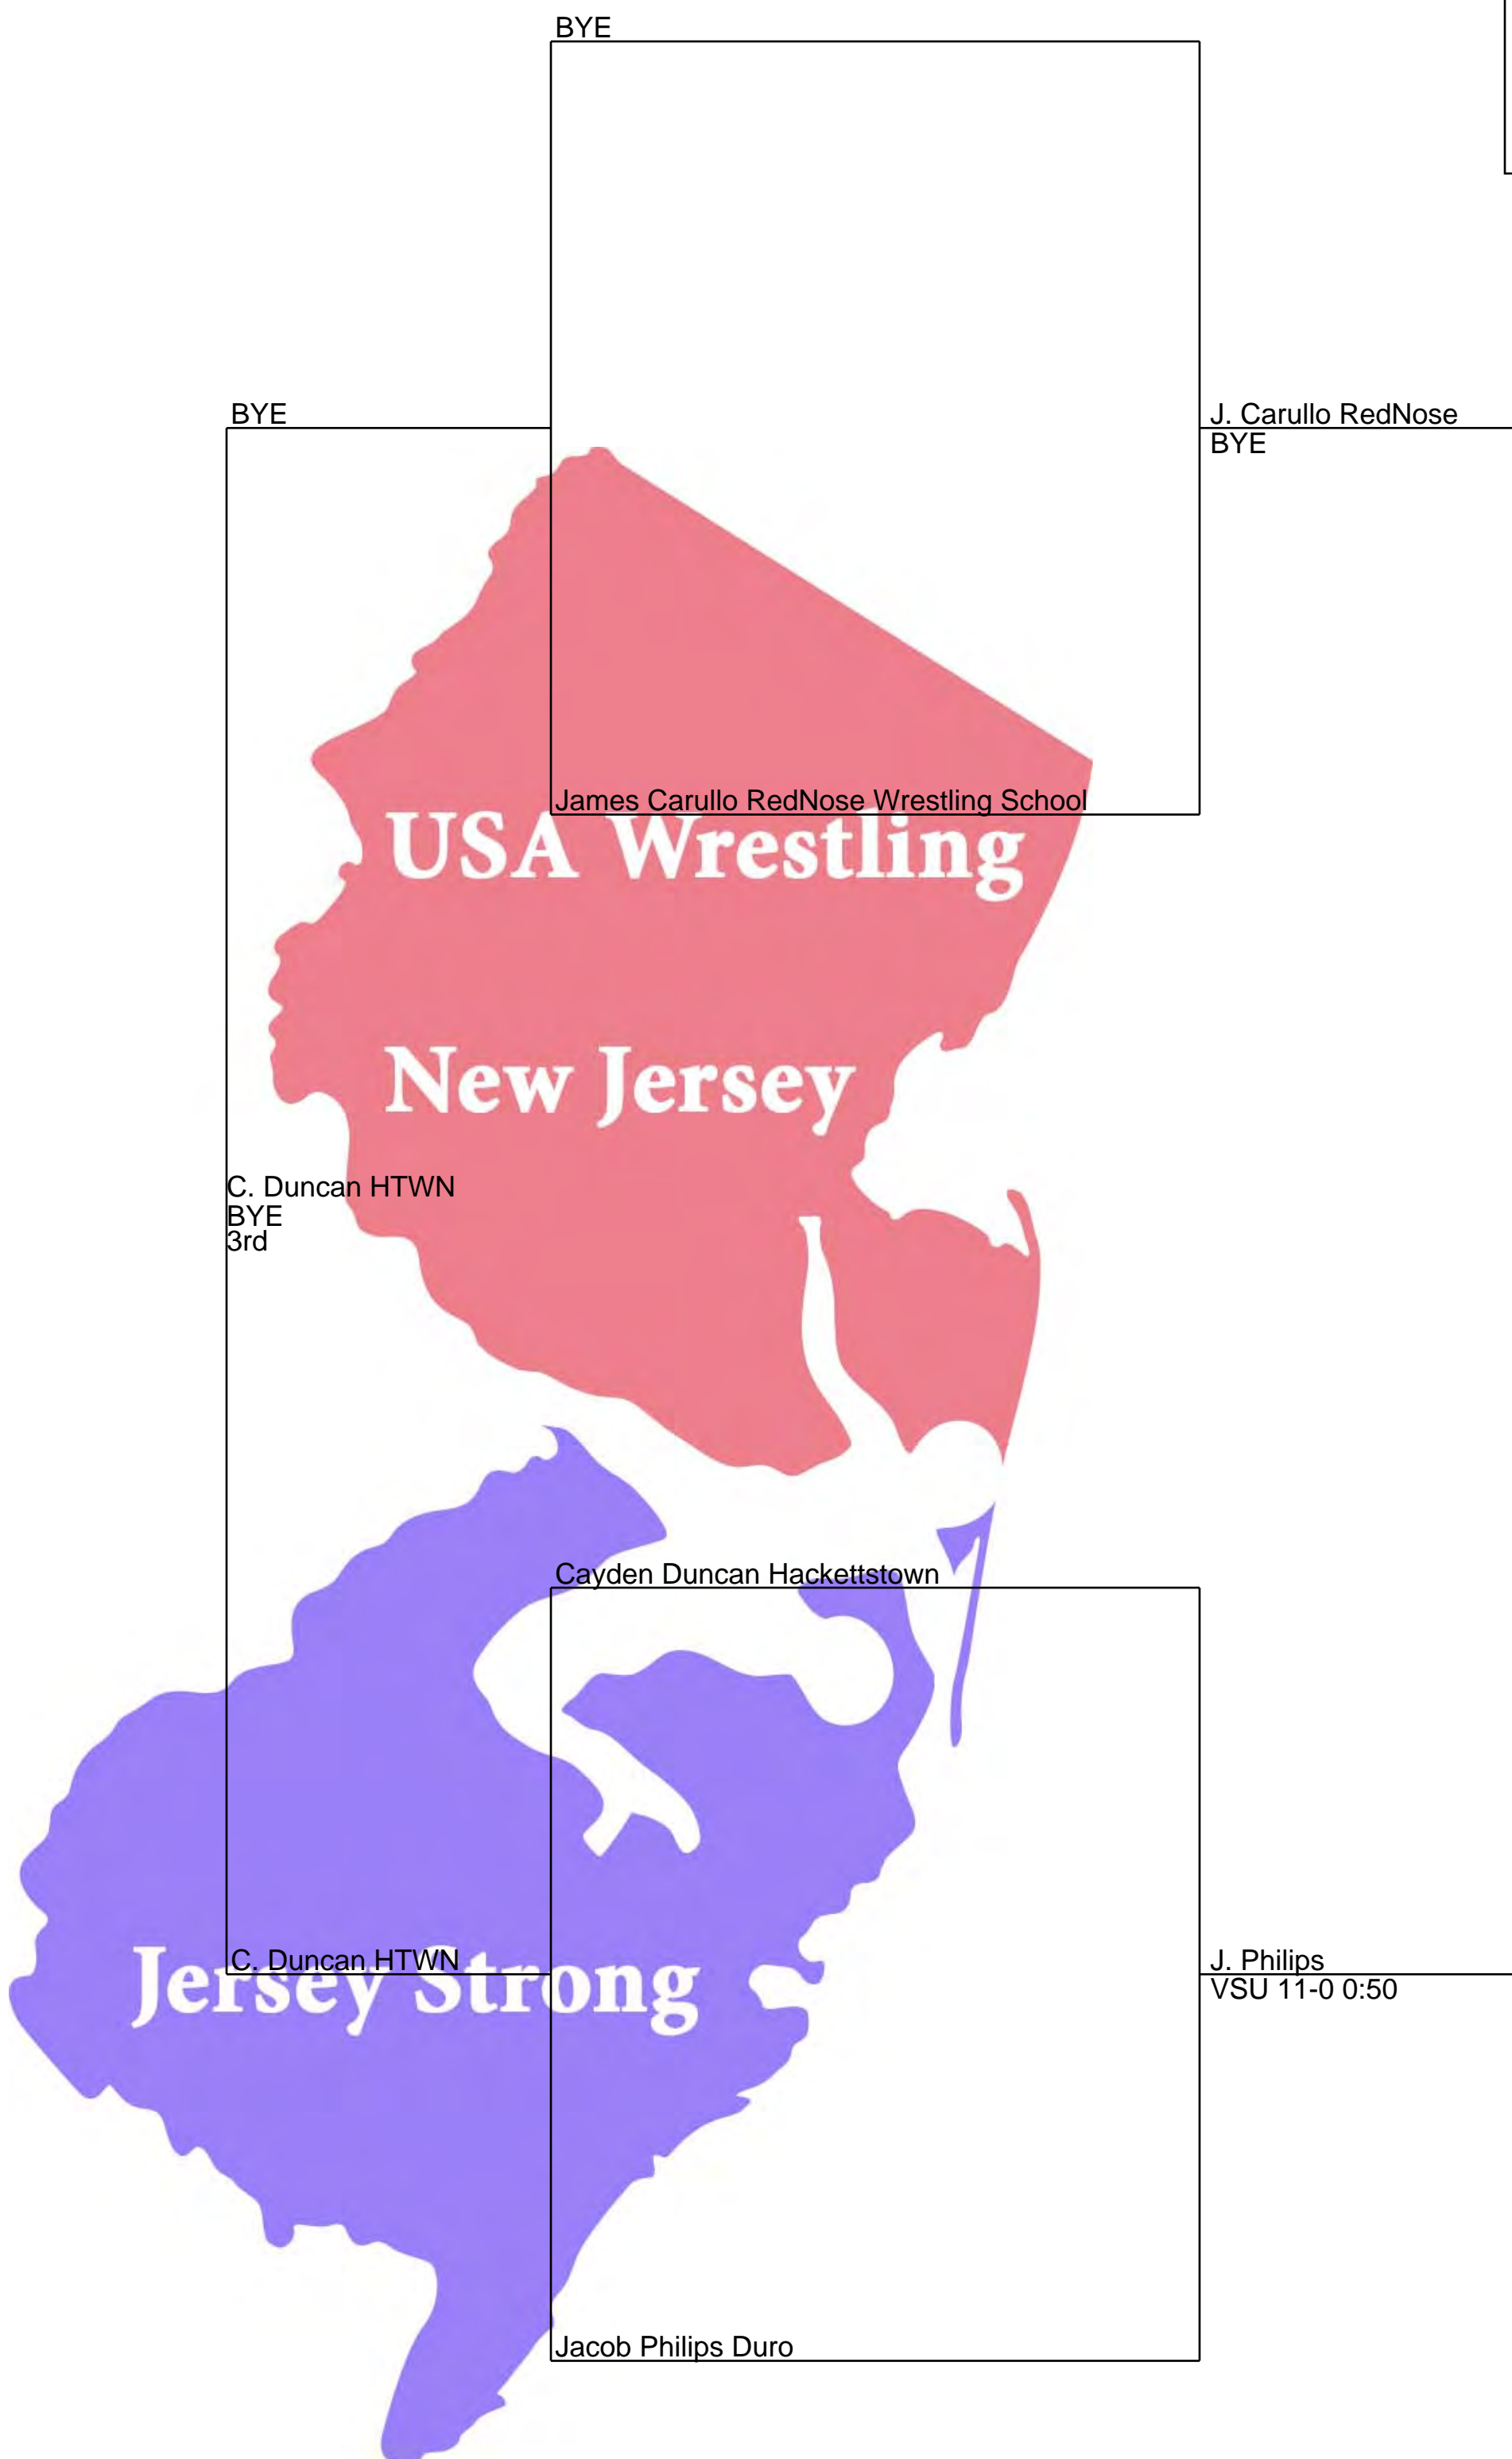 BYE
BYE
J. Carullo RedNose
BYE
James Carullo RedNose Wrestling School
USA Wrestling
New Jersey
C. Duncan HTWN
BYE
3rd
Cayden Duncan Hackettstown
C. Duncan HTWN
Jersey Strong
J. Philips
VSU 11-0 0:50
Jacob Philips Duro